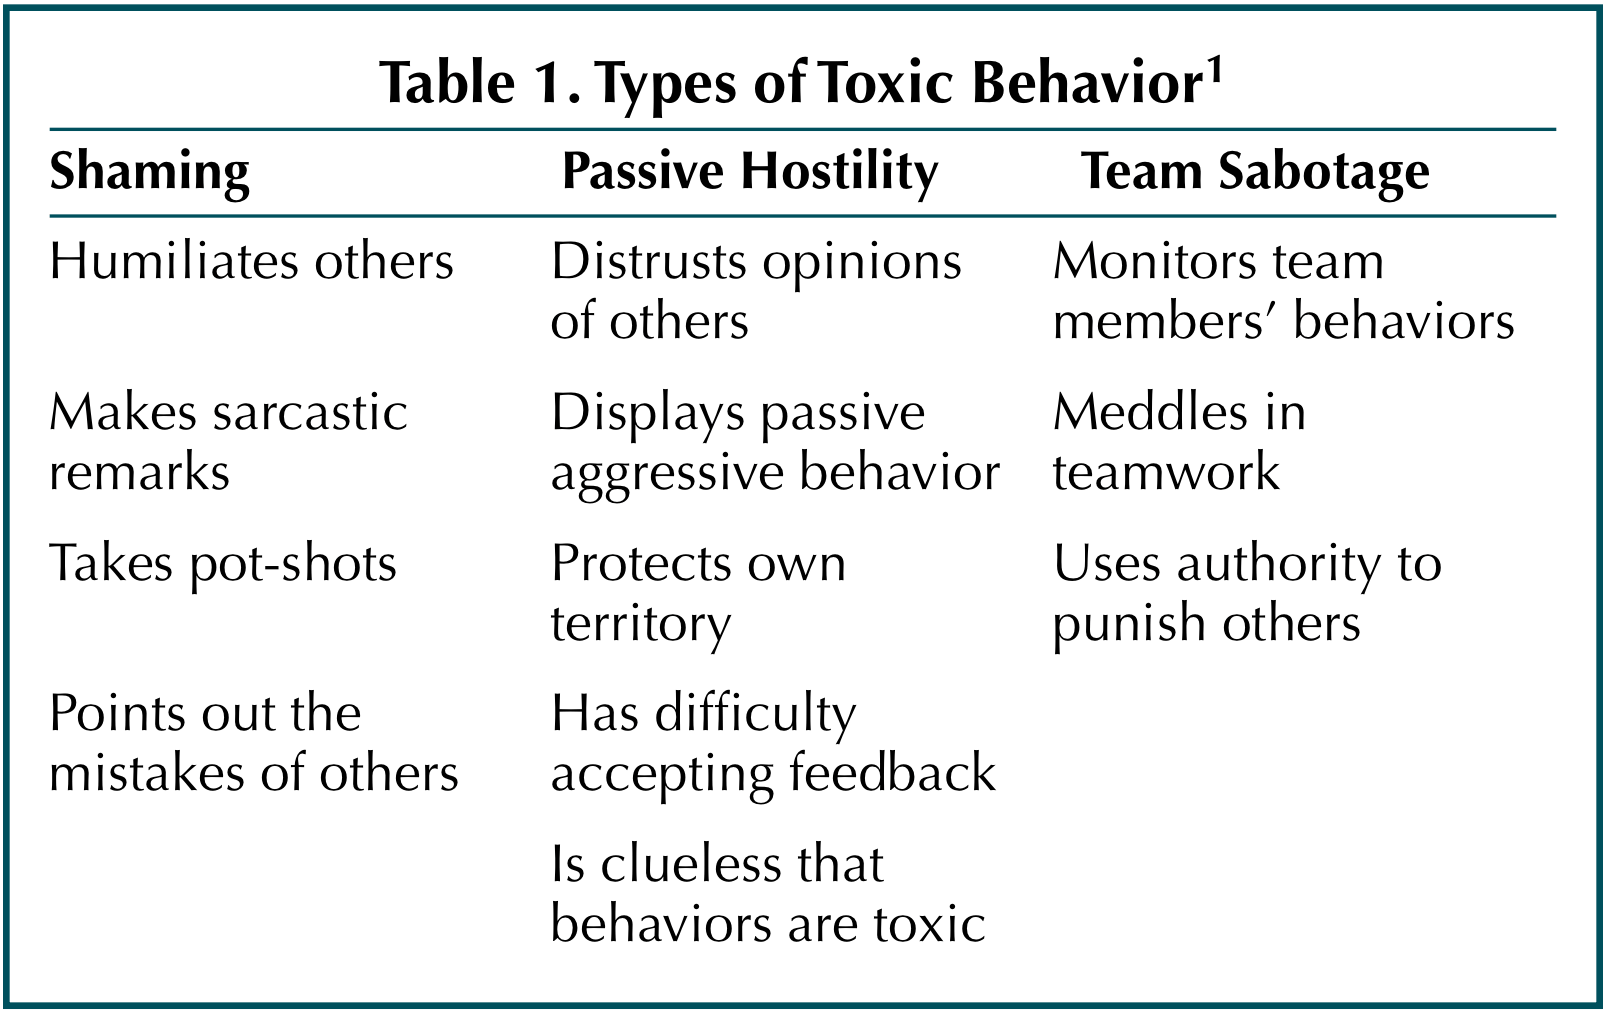 Table 1. Types of Toxic Behavior¹
Shaming Passive Hostility Team Sabotage
Humiliates others Distrusts opinions Monitors team
of others members’ behaviors
Makes sarcastic Displays passive Meddles in
remarks aggressive behavior teamwork
Takes pot-shots Protects own Uses authority to
territory punish others
Points out the Has difficulty
mistakes of others accepting feedback
Is clueless that
behaviors are toxic